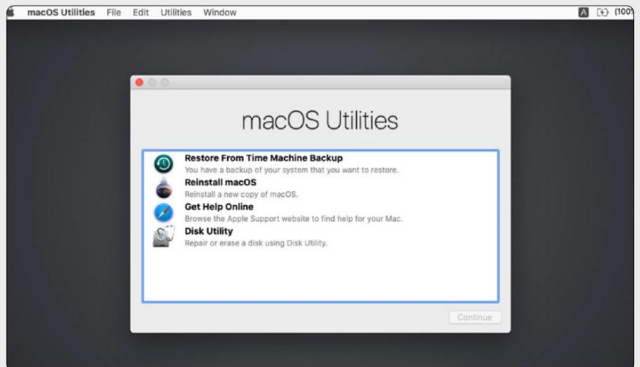 macOS Utilities File Edit Utilities Window A (100%
macOS Utilities
Restore From Time Machine Backup
You have a backup of your system that you want to restore.
Reinstall macOS
Reinstall a new copy of macOS.
Get Help Online
Browse the Apple Support website to find help for your Mac.
Disk Utility
Repair or erase a disk using Disk Utility.
Continue